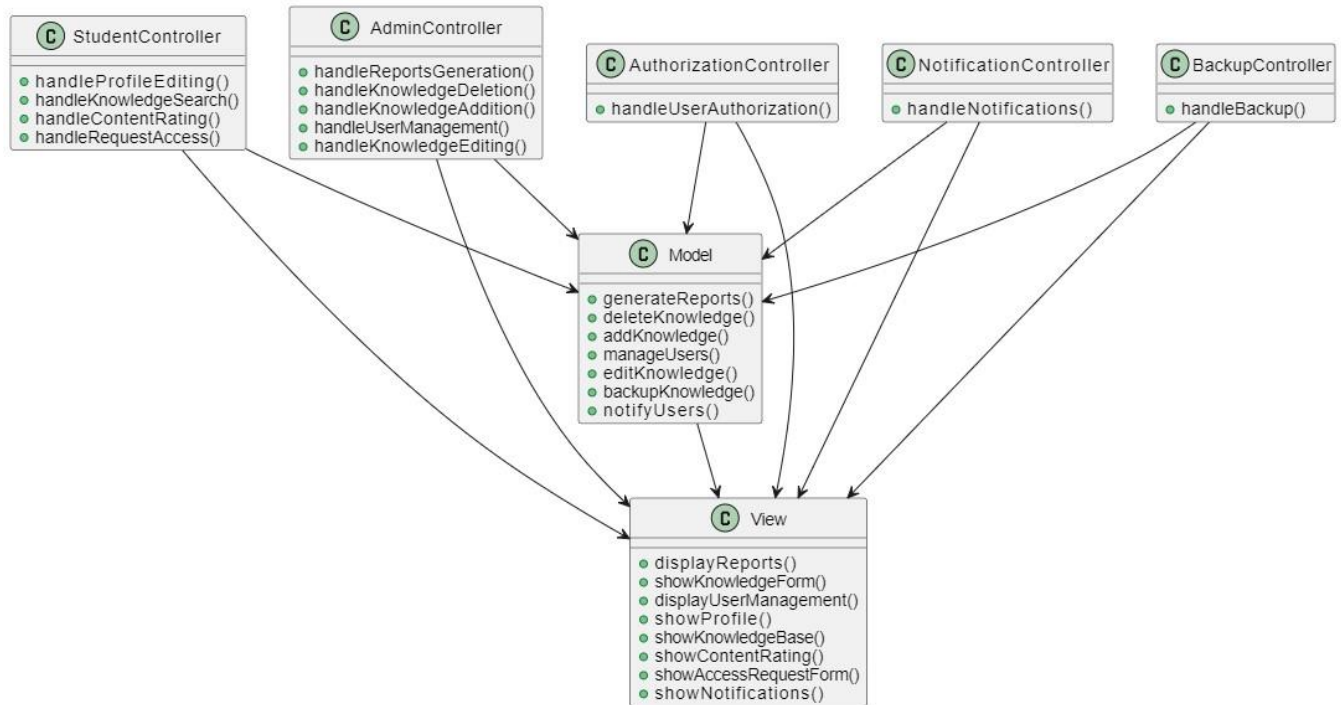 C StudentController
handleProfileEditing()
handleKnowledgeSearch()
handleContentRating()
handleRequestAccess()
C AdminController
handleReportsGeneration()
handleKnowledgeDeletion()
handleKnowledgeAddition()
handleUserManagement()
handleKnowledgeEditing()
C AuthorizationController
handleUserAuthorization()
C NotificationController
handleNotifications()
C BackupController
handleBackup()
C Model
generateReports()
deleteKnowledge()
addKnowledge()
manageUsers()
editKnowledge()
backupKnowledge()
notifyUsers()
C View
displayReports()
showKnowledgeForm()
displayUserManagement()
showProfile()
showKnowledgeBase()
showContentRating()
showAccessRequestForm()
showNotifications()